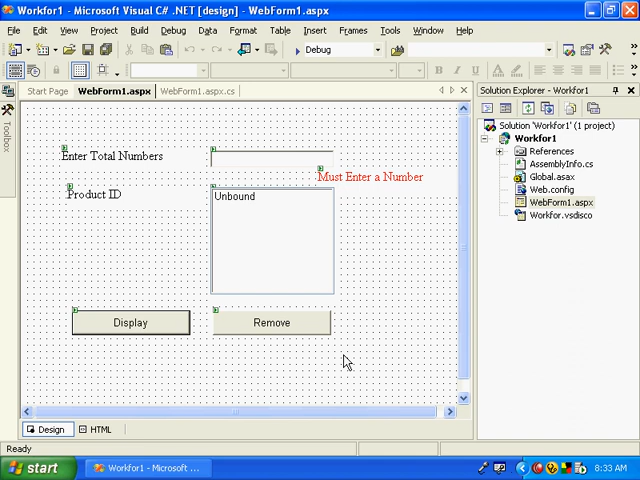 Workfor1 - Microsoft Visual C# .NET [design] - WebForm1.aspx
File Edit View Project Build Debug Data Format Table Insert Frames Tools
Debug
Start Page WebForm1.aspx WebForm1.aspx.cs
Solution Explorer - Workfor1
Toolbox
Enter Total Numbers
Must Enter a Number
Product ID
Unbound
Display
Remove
Solution 'Workfor1' (1 project)
Workfor1
References
AssemblyInfo.cs
Global.asax
Web.config
WebForm1.aspx
Workfor.vsdisco
Design HTML
Ready
start
Workfor1 - Microsoft ...
8:33 AM